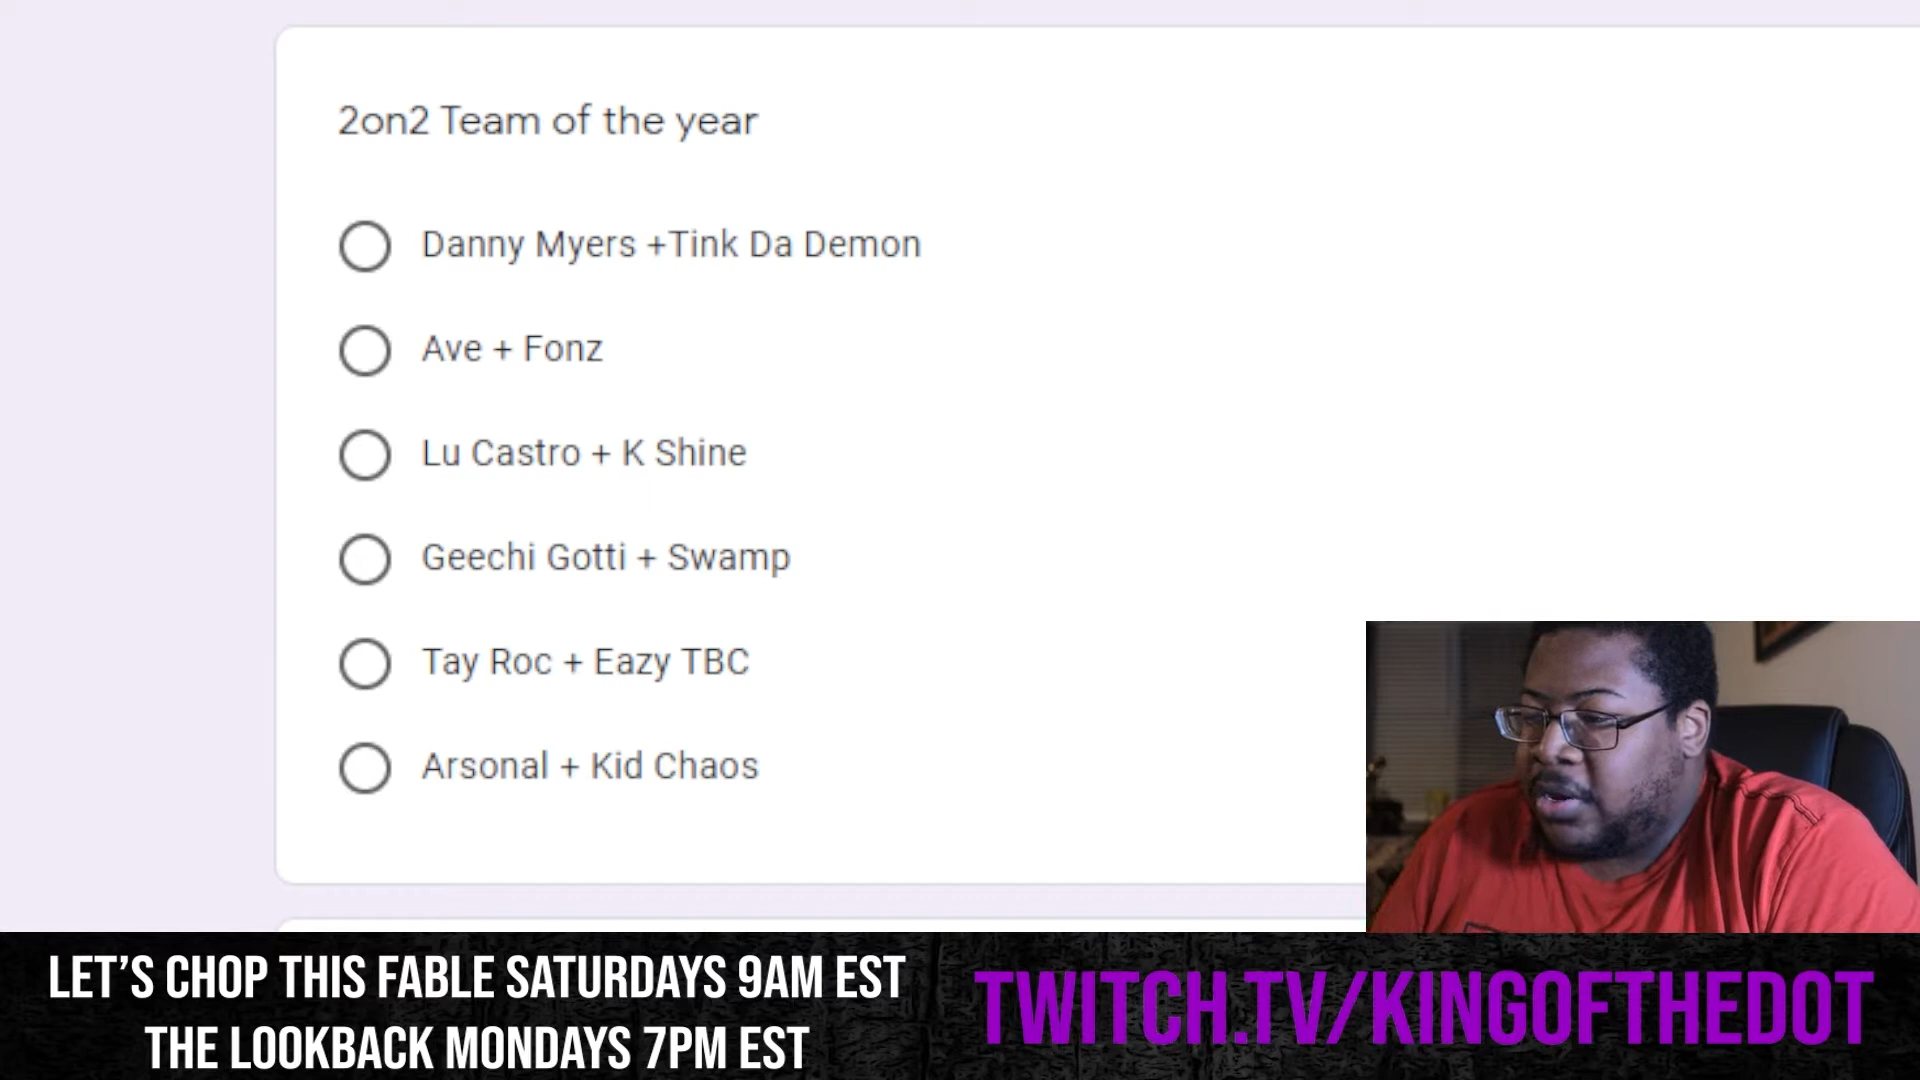 2on2 Team of the year
Danny Myers +Tink Da Demon
Ave + Fonz
Lu Castro + K Shine
Geechi Gotti + Swamp
Tay Roc + Eazy TBC
Arsonal + Kid Chaos
LET'S CHOP THIS FABLE SATURDAYS 9AM EST
THE LOOKBACK MONDAYS 7PM EST
TWITCH.TV/KINGOFTHEDOT